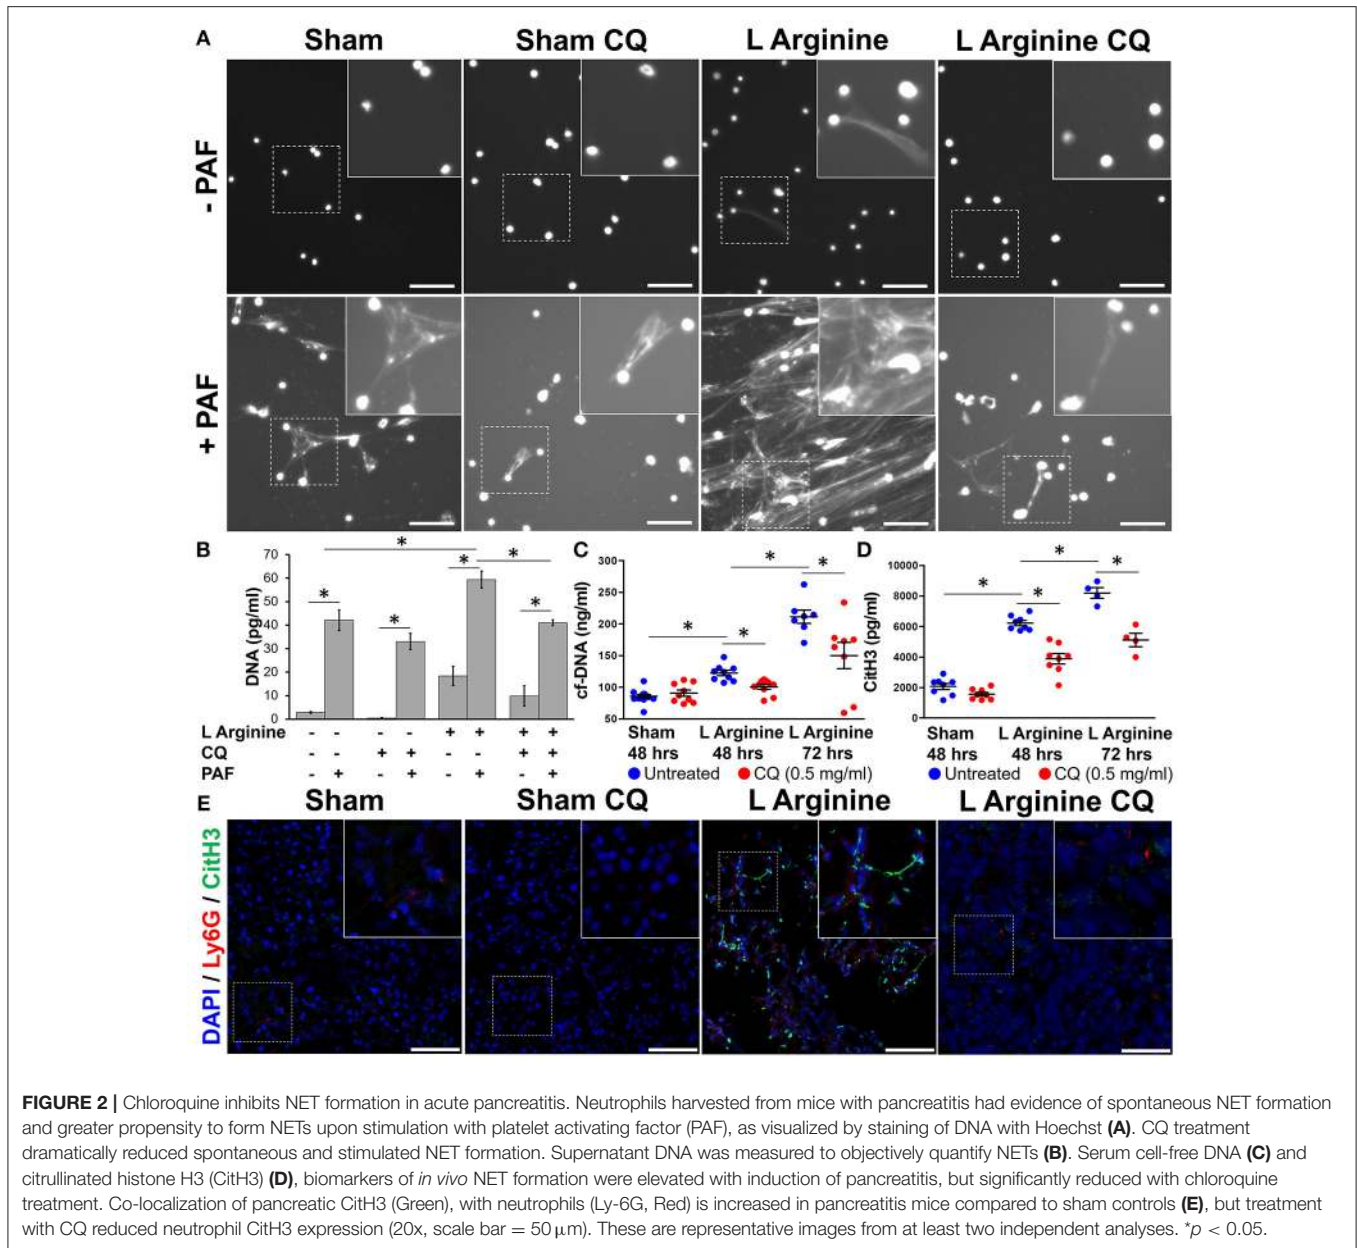 A
Sham
Sham CQ
L Arginine
L Arginine CQ
- PAF
+ PAF
B
DNA (pg/ml)
70
60
50
40
30
20
10
0
* * * * * *
L Arginine - - - - + + + +
CQ - - + + - - + +
PAF - + - + - + - +
C
cf-DNA (ng/ml)
300
250
200
150
100
50
* * * *
Sham
48 hrs
L Arginine
48 hrs
L Arginine
72 hrs
Untreated
CQ (0.5 mg/ml)
D
CitH3 (pg/ml)
10000
8000
6000
4000
2000
0
* * * *
Sham
48 hrs
L Arginine
48 hrs
L Arginine
72 hrs
Untreated
CQ (0.5 mg/ml)
E
Sham
Sham CQ
L Arginine
L Arginine CQ
DAPI / Ly6G / CitH3
FIGURE 2 | Chloroquine inhibits NET formation in acute pancreatitis. Neutrophils harvested from mice with pancreatitis had evidence of spontaneous NET formation
and greater propensity to form NETs upon stimulation with platelet activating factor (PAF), as visualized by staining of DNA with Hoechst (A). CQ treatment
dramatically reduced spontaneous and stimulated NET formation. Supernatant DNA was measured to objectively quantify NETs (B). Serum cell-free DNA (C) and
citrullinated histone H3 (CitH3) (D), biomarkers of in vivo NET formation were elevated with induction of pancreatitis, but significantly reduced with chloroquine
treatment. Co-localization of pancreatic CitH3 (Green), with neutrophils (Ly-6G, Red) is increased in pancreatitis mice compared to sham controls (E), but treatment
with CQ reduced neutrophil CitH3 expression (20x, scale bar = 50 μm). These are representative images from at least two independent analyses. *p < 0.05.